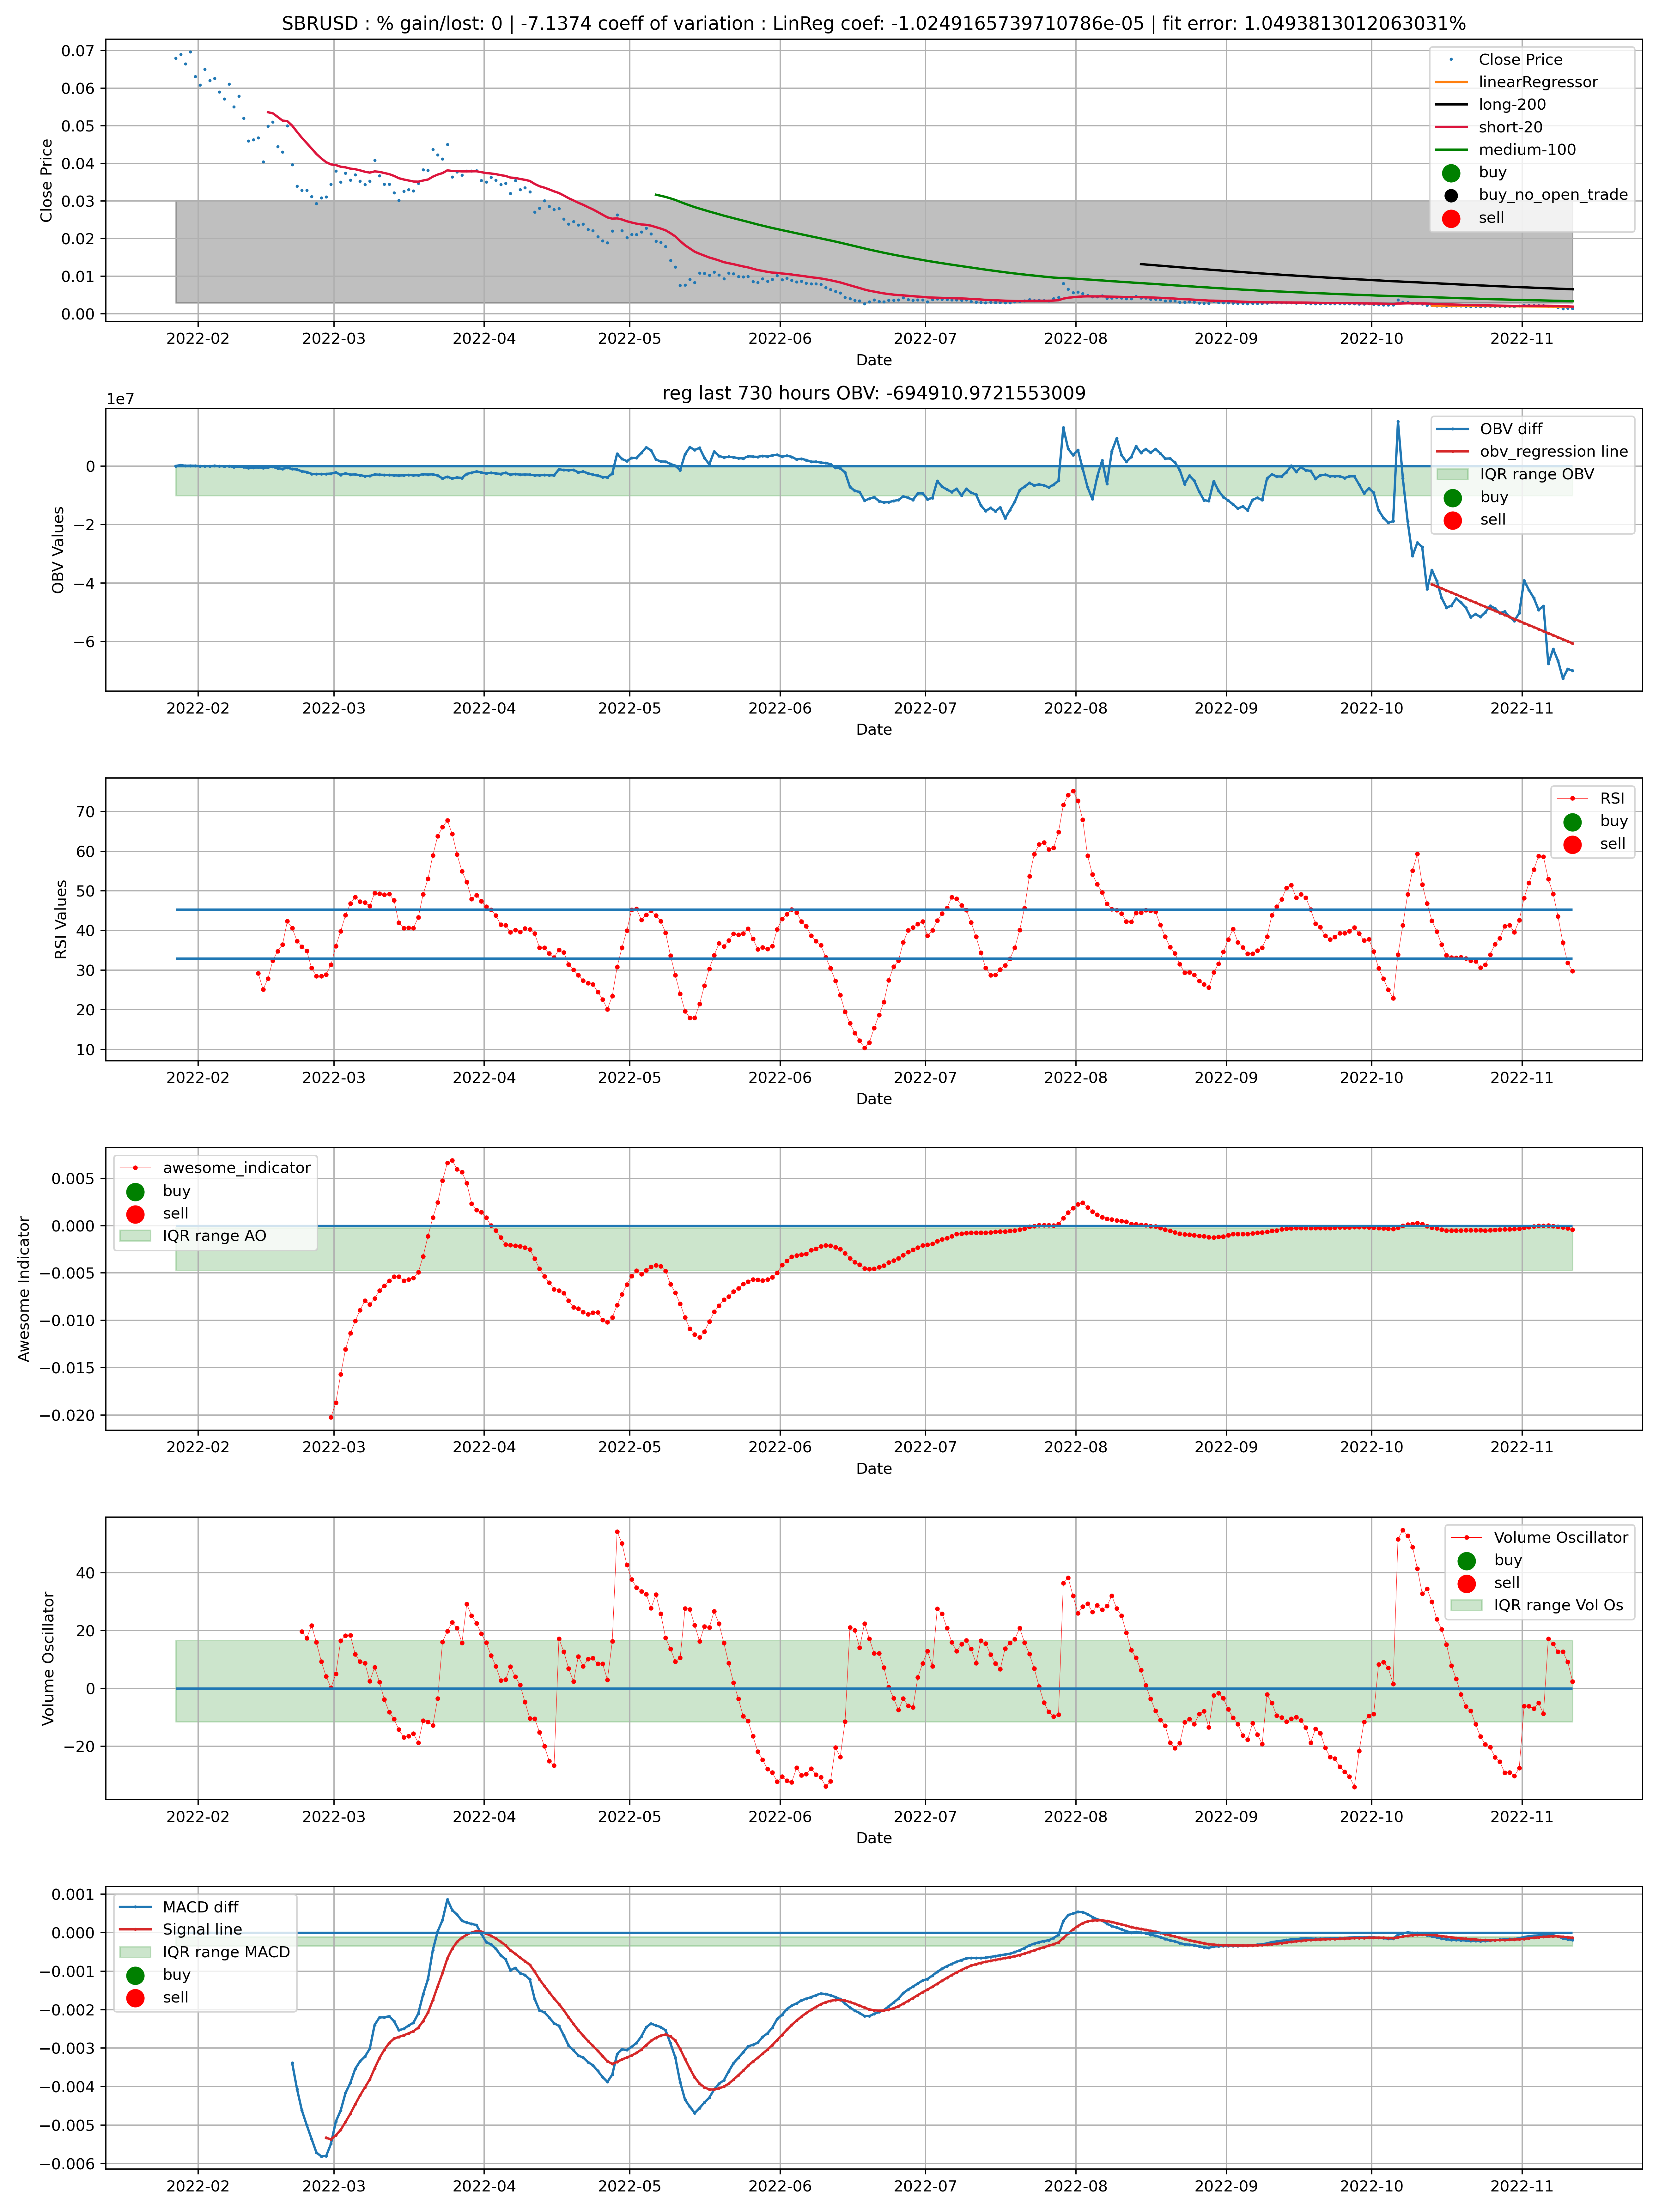 SBRUSD : % gain/lost: 0 | -7.1374 coeff of variation : LinReg coef: -1.0249165739710786e-05 | fit error: 1.0493813012063031%
0.07
0.06
0.05
0.04
0.03
0.02
0.01
0.00
Close Price
Close Price
linearRegressor
long-200
short-20
medium-100
buy
buy_no_open_trade
sell
2022-02 2022-03 2022-04 2022-05 2022-06 2022-07 2022-08 2022-09 2022-10 2022-11
Date
reg last 730 hours OBV: -694910.9721553009
1e7
0
−2
−4
−6
OBV Values
OBV diff
obv_regression line
IQR range OBV
buy
sell
2022-02 2022-03 2022-04 2022-05 2022-06 2022-07 2022-08 2022-09 2022-10 2022-11
Date
70
60
50
40
30
20
10
RSI Values
RSI
buy
sell
2022-02 2022-03 2022-04 2022-05 2022-06 2022-07 2022-08 2022-09 2022-10 2022-11
Date
0.005
0.000
−0.005
−0.010
−0.015
−0.020
Awesome Indicator
awesome_indicator
buy
sell
IQR range AO
2022-02 2022-03 2022-04 2022-05 2022-06 2022-07 2022-08 2022-09 2022-10 2022-11
Date
40
20
0
−20
Volume Oscillator
Volume Oscillator
buy
sell
IQR range Vol Os
2022-02 2022-03 2022-04 2022-05 2022-06 2022-07 2022-08 2022-09 2022-10 2022-11
Date
0.001
0.000
−0.001
−0.002
−0.003
−0.004
−0.005
−0.006
MACD diff
Signal line
IQR range MACD
buy
sell
2022-02 2022-03 2022-04 2022-05 2022-06 2022-07 2022-08 2022-09 2022-10 2022-11